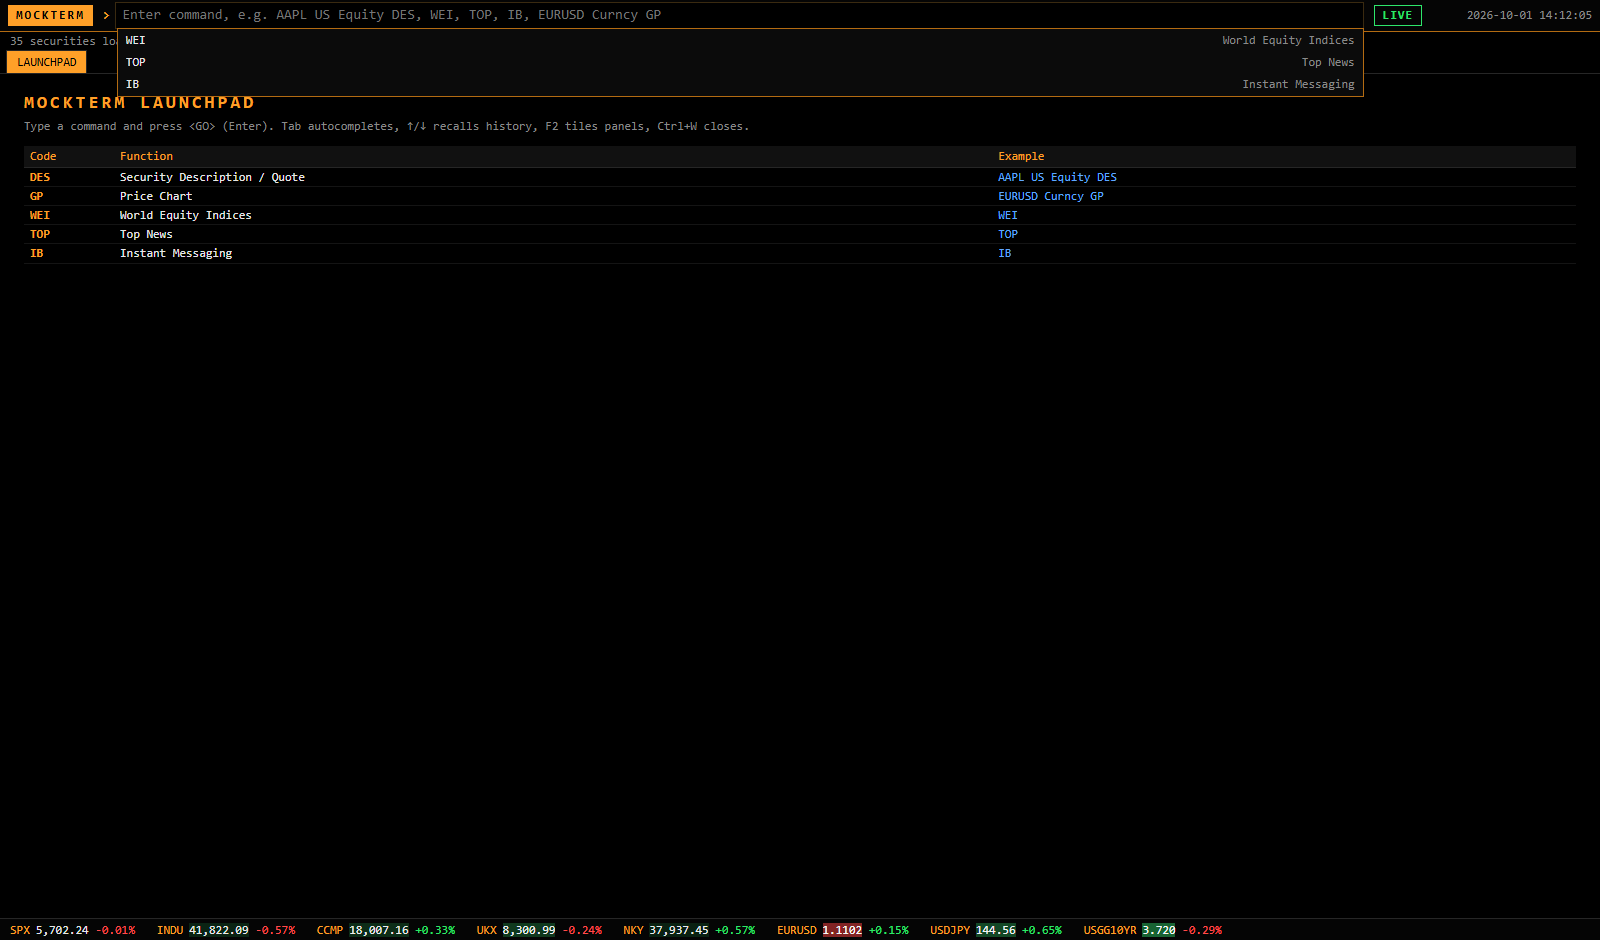 MOCKTERM > Enter command, e.g. AAPL US Equity DES, WEI, TOP, IB, EURUSD Curncy GP LIVE 2026-10-01 14:12:05
35 securities lo
WEI World Equity Indices
LAUNCHPAD
TOP Top News
IB Instant Messaging
MOCKTERM LAUNCHPAD
Type a command and press <GO> (Enter). Tab autocompletes, ↑/↓ recalls history, F2 tiles panels, Ctrl+W closes.
Code Function Example
DES Security Description / Quote AAPL US Equity DES
GP Price Chart EURUSD Curncy GP
WEI World Equity Indices WEI
TOP Top News TOP
IB Instant Messaging IB
SPX 5,702.24 -0.01% INDU 41,822.09 -0.57% CCMP 18,007.16 +0.33% UKX 8,300.99 -0.24% NKY 37,937.45 +0.57% EURUSD 1.1102 +0.15% USDJPY 144.56 +0.65% USGG10YR 3.720 -0.29%